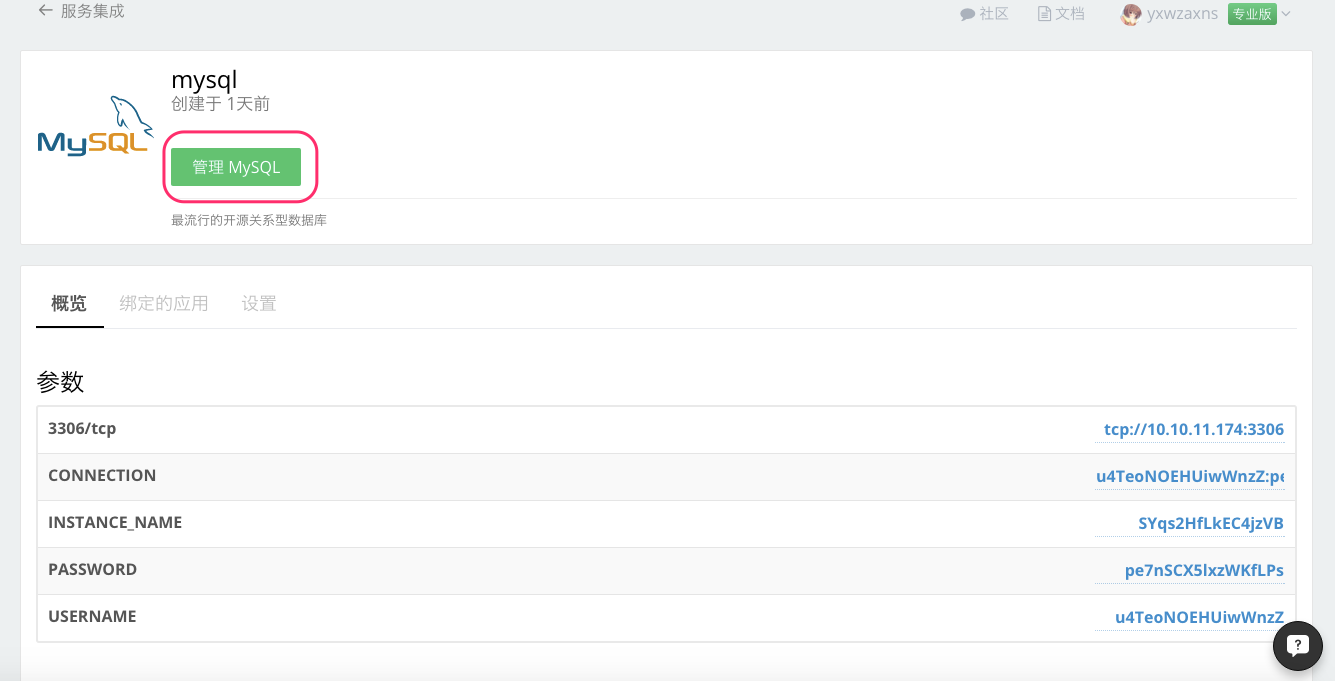 服务集成
社区 文档 yxwzaxns 专业版
MySQL
mysql
创建于 1天前
管理 MySQL
最流行的开源关系型数据库
概览 绑定的应用 设置
参数
3306/tcp tcp://10.10.11.174:3306
CONNECTION u4TeoNOEHUiwWnzZ:pe
INSTANCE_NAME SYqs2HfLkEC4jzVB
PASSWORD pe7nSCX5lxzWKfLPs
USERNAME u4TeoNOEHUiwWnzZ
?